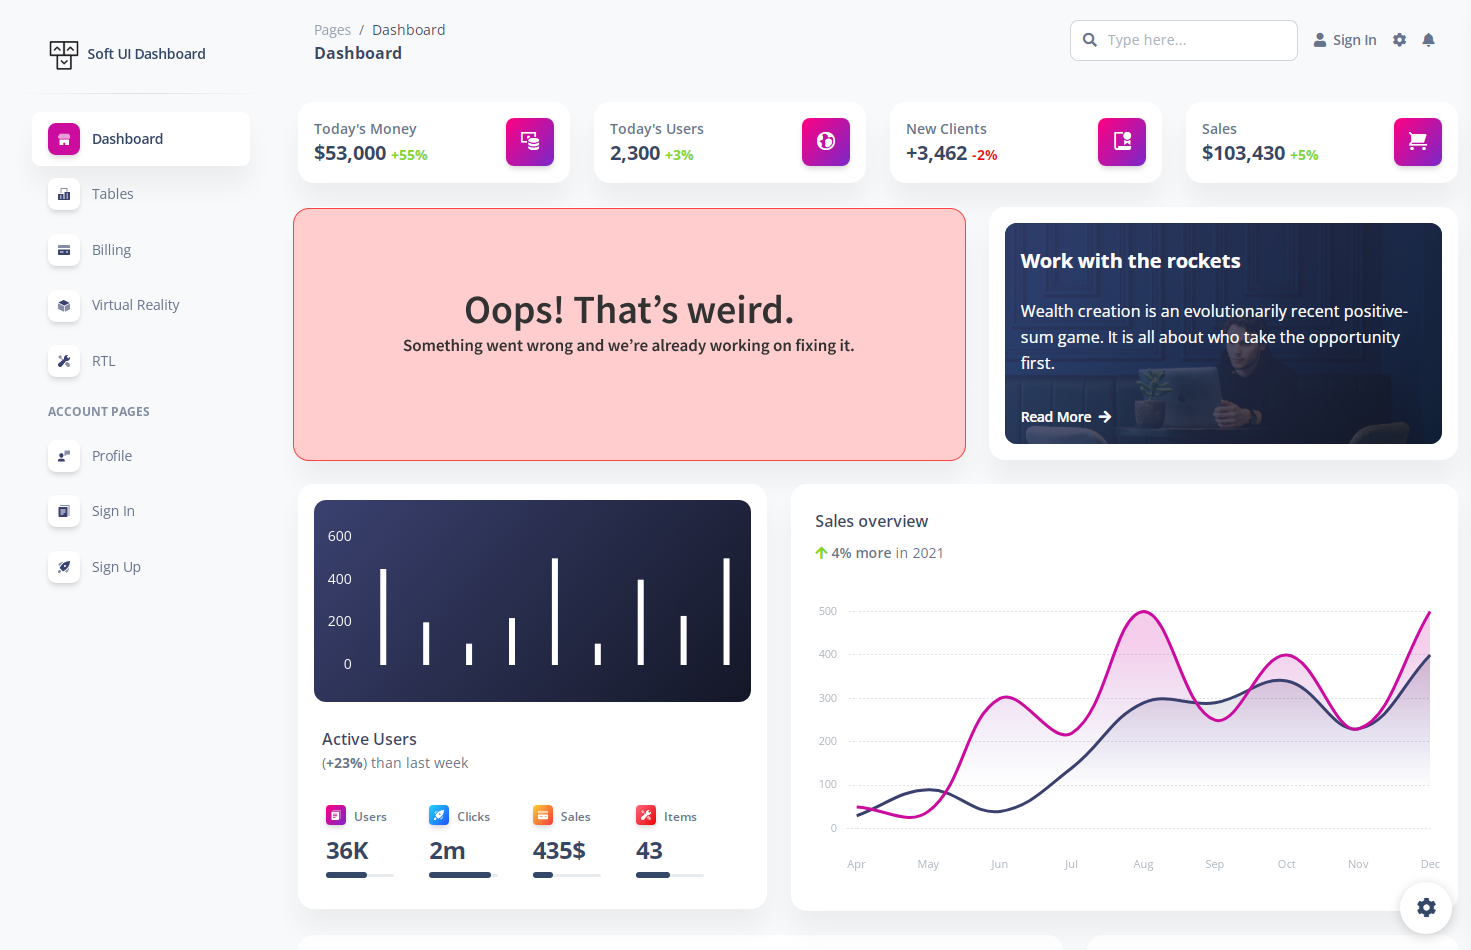 Soft UI Dashboard
Pages / Dashboard
Dashboard
Type here...
Sign In
Dashboard
Tables
Billing
Virtual Reality
RTL
ACCOUNT PAGES
Profile
Sign In
Sign Up
Today's Money
$53,000 +55%
Today's Users
2,300 +3%
New Clients
+3,462 -2%
Sales
$103,430 +5%
Oops! That’s weird.
Something went wrong and we’re already working on fixing it.
Work with the rockets
Wealth creation is an evolutionarily recent positive-
sum game. It is all about who take the opportunity
first.
Read More
600
400
200
0
Active Users
(+23%) than last week
Users
36K
Clicks
2m
Sales
435$
Items
43
Sales overview
4% more in 2021
500
400
300
200
100
0
Apr May Jun Jul Aug Sep Oct Nov Dec